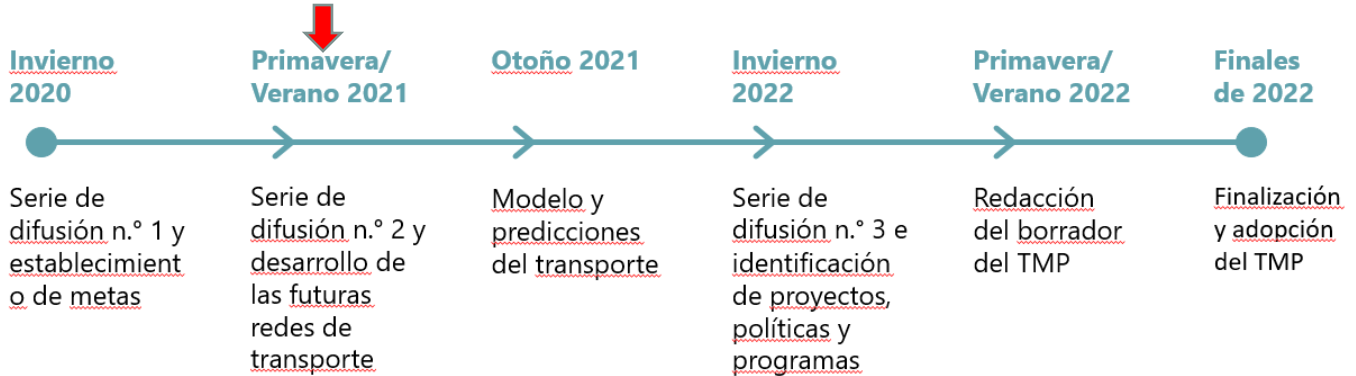 Invierno
2020
Serie de
difusión n.° 1 y
establecimient
o de metas
Primavera/
Verano 2021
Serie de
difusión n.° 2 y
desarrollo de
las futuras
redes de
transporte
Otoño 2021
Modelo y
predicciones
del transporte
Invierno
2022
Serie de
difusión n.° 3 e
identificación
de proyectos,
políticas y
programas
Primavera/
Verano 2022
Redacción
del borrador
del TMP
Finales
de 2022
Finalización
y adopción
del TMP